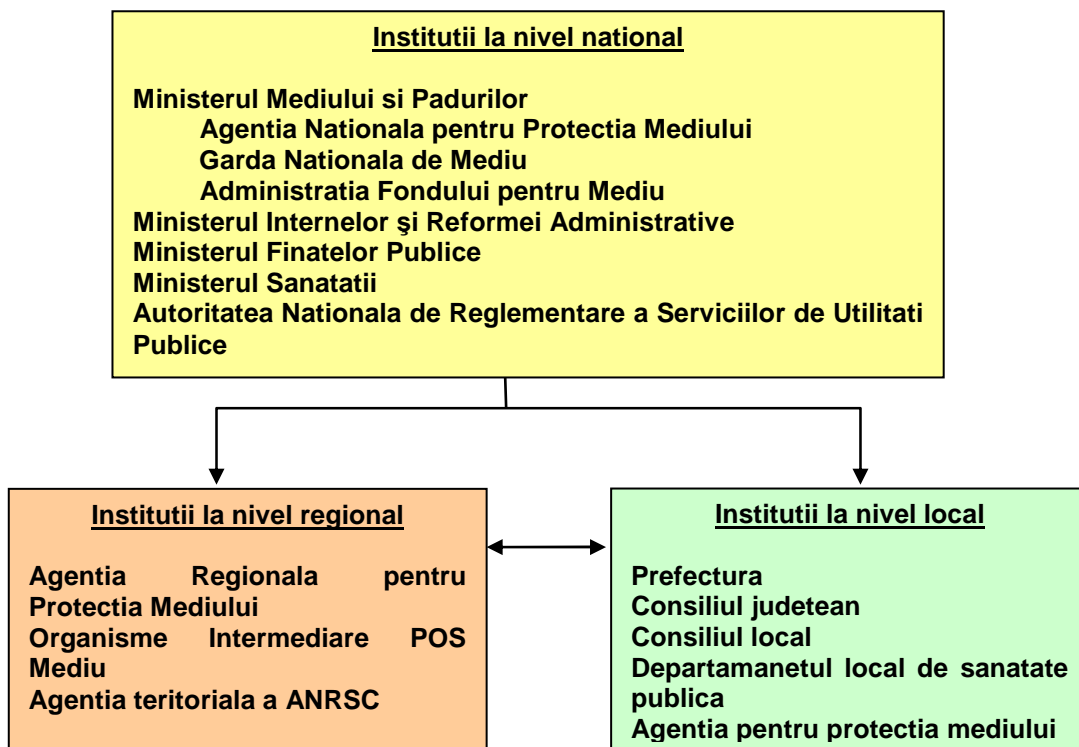 Institutii la nivel national
Ministerul Mediului si Padurilor
Agentia Nationala pentru Protectia Mediului
Garda Nationala de Mediu
Administratia Fondului pentru Mediu
Ministerul Internelor şi Reformei Administrative
Ministerul Finatelor Publice
Ministerul Sanatatii
Autoritatea Nationala de Reglementare a Serviciilor de Utilitati
Publice
Institutii la nivel regional
Agentia Regionala pentru
Protectia Mediului
Organisme Intermediare POS
Mediu
Agentia teritoriala a ANRSC
Institutii la nivel local
Prefectura
Consiliul judetean
Consiliul local
Departamanetul local de sanatate
publica
Agentia pentru protectia mediului